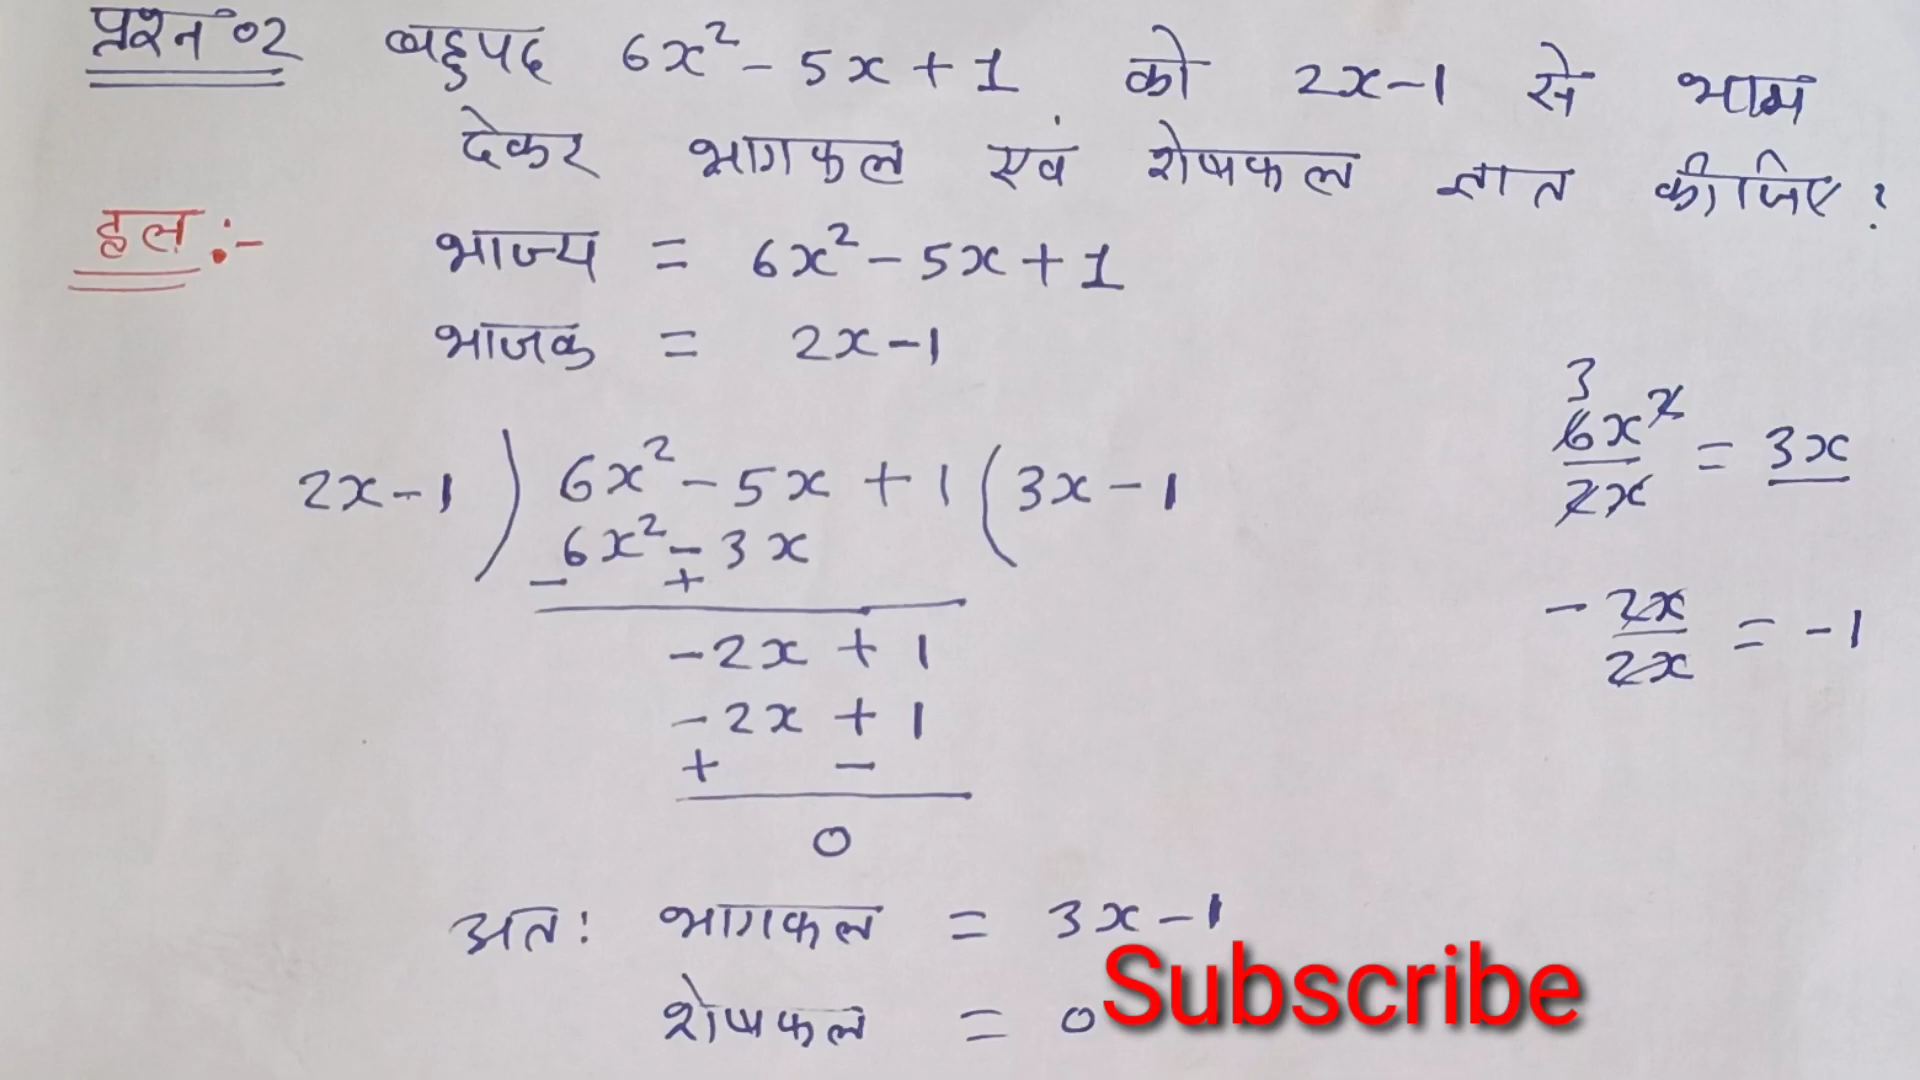 प्रश्न ०2 बहुपद 6x² - 5x + 1 को 2x-1 से भाग
देकर भागफल एवं शेषफल ज्ञात कीजिए ?
हल :-
भाज्य = 6x² - 5x + 1
भाजक = 2x - 1
2x - 1 ) 6x² - 5x + 1 ( 3x - 1
6x² - 3x
- +
-2x + 1
-2x + 1
+ -
0
3
6x²/2x = 3x
- 2x/2x = -1
अतः भागफल = 3x - 1
शेषफल = 0
Subscribe